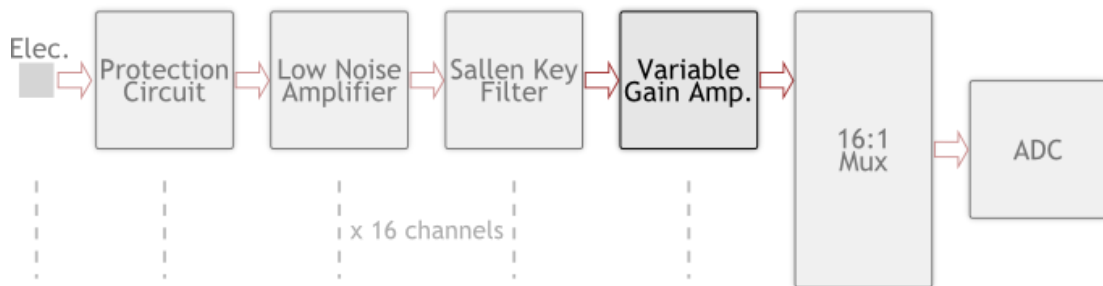 Elec.
Protection
Circuit
Low Noise
Amplifier
Sallen Key
Filter
Variable
Gain Amp.
16:1
Mux
ADC
x 16 channels